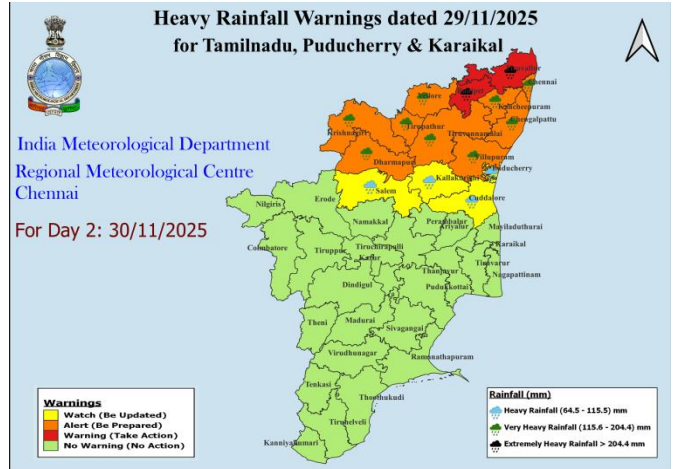 Heavy Rainfall Warnings dated 29/11/2025
for Tamilnadu, Puducherry & Karaikal
India Meteorological Department
Regional Meteorological Centre
Chennai
For Day 2: 30/11/2025
Chennai
Kancheepuram
Chengalpattu
Krishnagiri
Tirupathur
Tiruvannamalai
Dharmapuri
Villupuram
Puducherry
Kallakurichi
Salem
Cuddalore
Nilgiris
Erode
Namakkal
Perambalur
Ariyalur
Mayiladuthurai
Coimbatore
Tiruppur
Tiruchirapalli
Karur
Karaikal
Thanjavur
Tiruvarur
Nagapattinam
Dindigul
Pudukkottai
Theni
Madurai
Sivagangai
Virudhunagar
Ramanathapuram
Tenkasi
Thoothukudi
Tirunelveli
Kanniyakumari
Warnings
Watch (Be Updated)
Alert (Be Prepared)
Warning (Take Action)
No Warning (No Action)
Rainfall (mm)
Heavy Rainfall (64.5 - 115.5) mm
Very Heavy Rainfall (115.6 - 204.4) mm
Extremely Heavy Rainfall > 204.4 mm